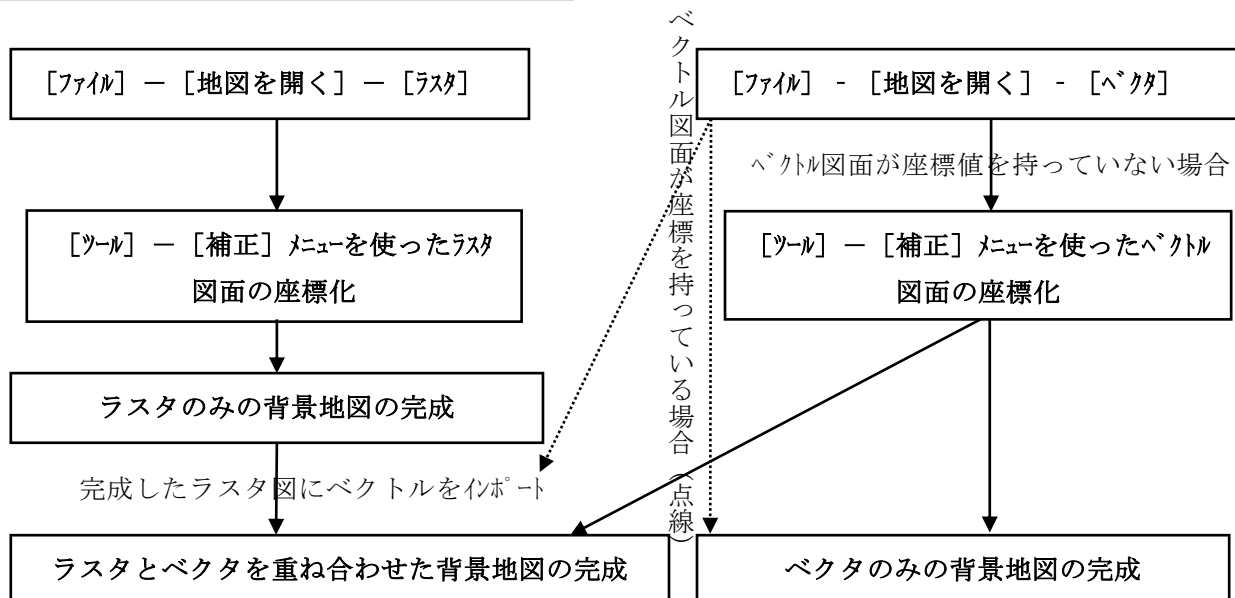 ［ﾌｧｲﾙ］－［地図を開く］－［ﾗｽﾀ］
［ﾂｰﾙ］－［補正］ﾒﾆｭｰを使ったﾗｽﾀ
図面の座標化
ラスタのみの背景地図の完成
完成したラスタ図にベクトルをｲﾝﾎﾟｰﾄ
ラスタとベクタを重ね合わせた背景地図の完成
ベクトル図面が座標を持っている場合（点線）
［ﾌｧｲﾙ］-［地図を開く］-［ﾍﾞｸﾀ］
ﾍﾞｸﾄﾙ図面が座標値を持っていない場合
［ﾂｰﾙ］－［補正］ﾒﾆｭｰを使ったﾍﾞｸﾄﾙ
図面の座標化
ベクタのみの背景地図の完成